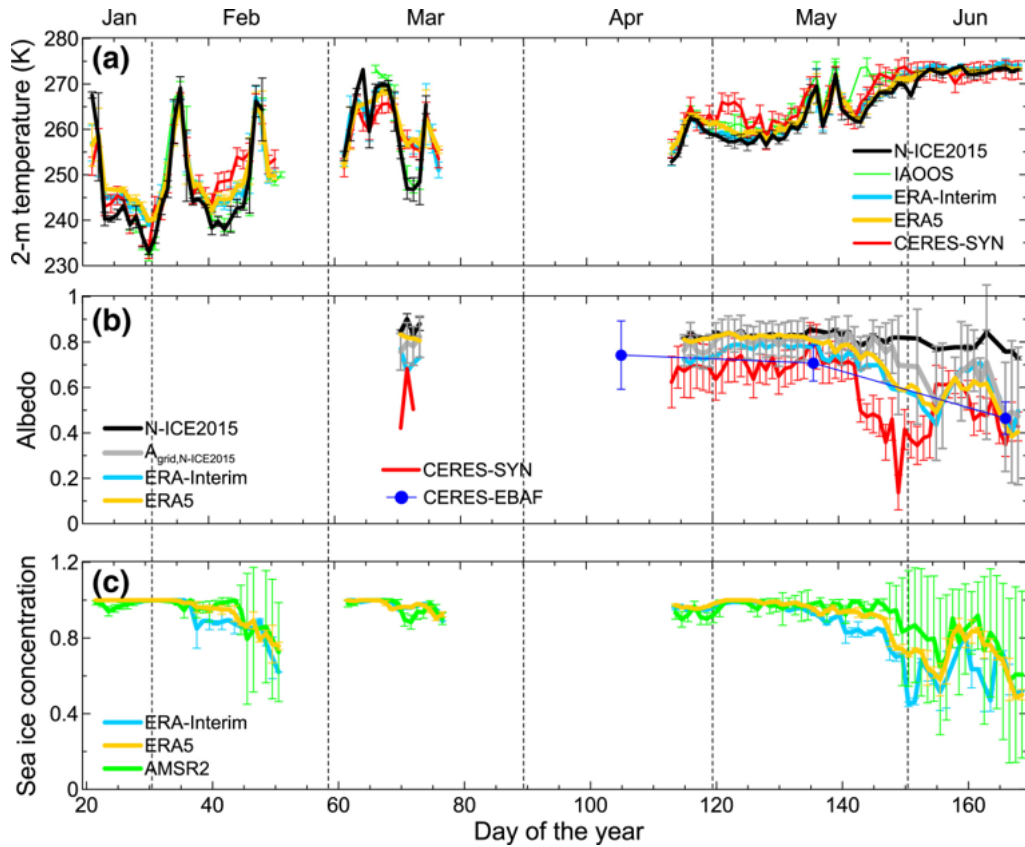 Jan Feb Mar Apr May Jun
(a)
2-m temperature (K)
280
270
260
250
240
230
N-ICE2015
IAOOS
ERA-Interim
ERA5
CERES-SYN
(b)
Albedo
1
0.8
0.6
0.4
0.2
0
N-ICE2015
Agrid,N-ICE2015
ERA-Interim
ERA5
CERES-SYN
CERES-EBAF
(c)
Sea ice concentration
1.2
0.8
0.4
0
ERA-Interim
ERA5
AMSR2
20 40 60 80 100 120 140 160
Day of the year